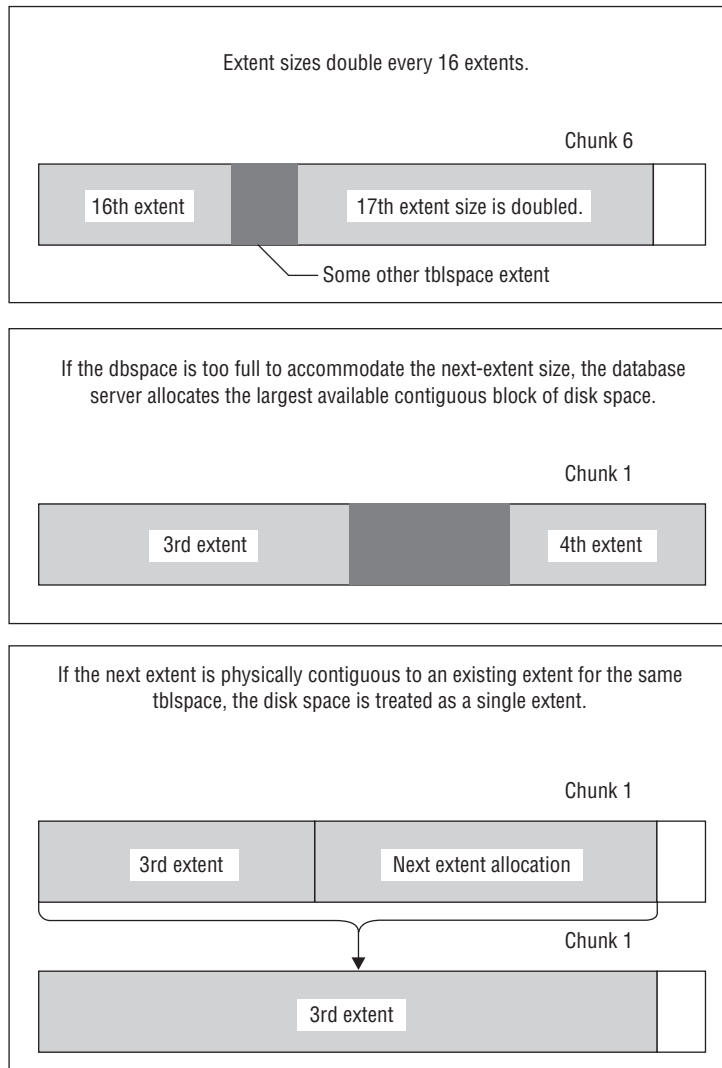 Extent sizes double every 16 extents.
Chunk 6
16th extent
17th extent size is doubled.
Some other tblspace extent
If the dbspace is too full to accommodate the next-extent size, the database
server allocates the largest available contiguous block of disk space.
Chunk 1
3rd extent
4th extent
If the next extent is physically contiguous to an existing extent for the same
tblspace, the disk space is treated as a single extent.
Chunk 1
3rd extent
Next extent allocation
Chunk 1
3rd extent